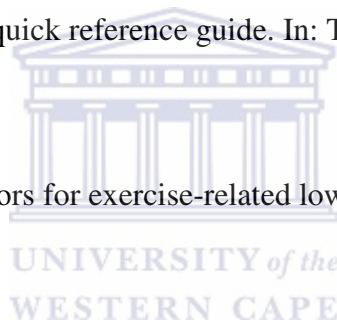 quick reference guide. In: T
ors for exercise-related low
UNIVERSITY of the
WESTERN CAPE